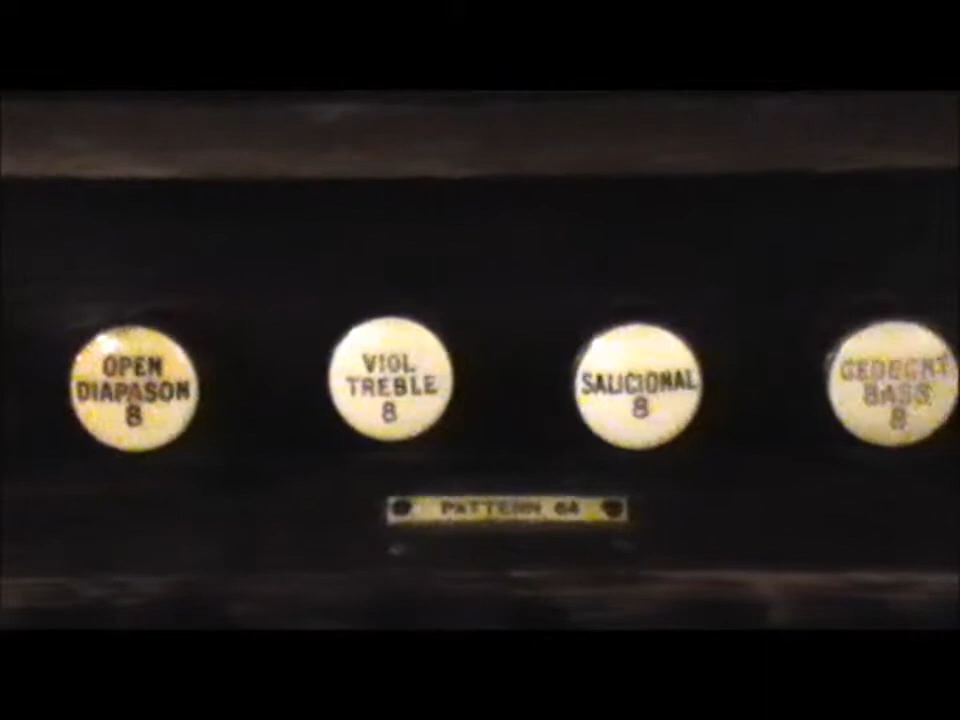 OPEN
DIAPASON
8
VIOL
TREBLE
8
SALICIONAL
8
GEDECKT
BASS
8
PATTERN 64